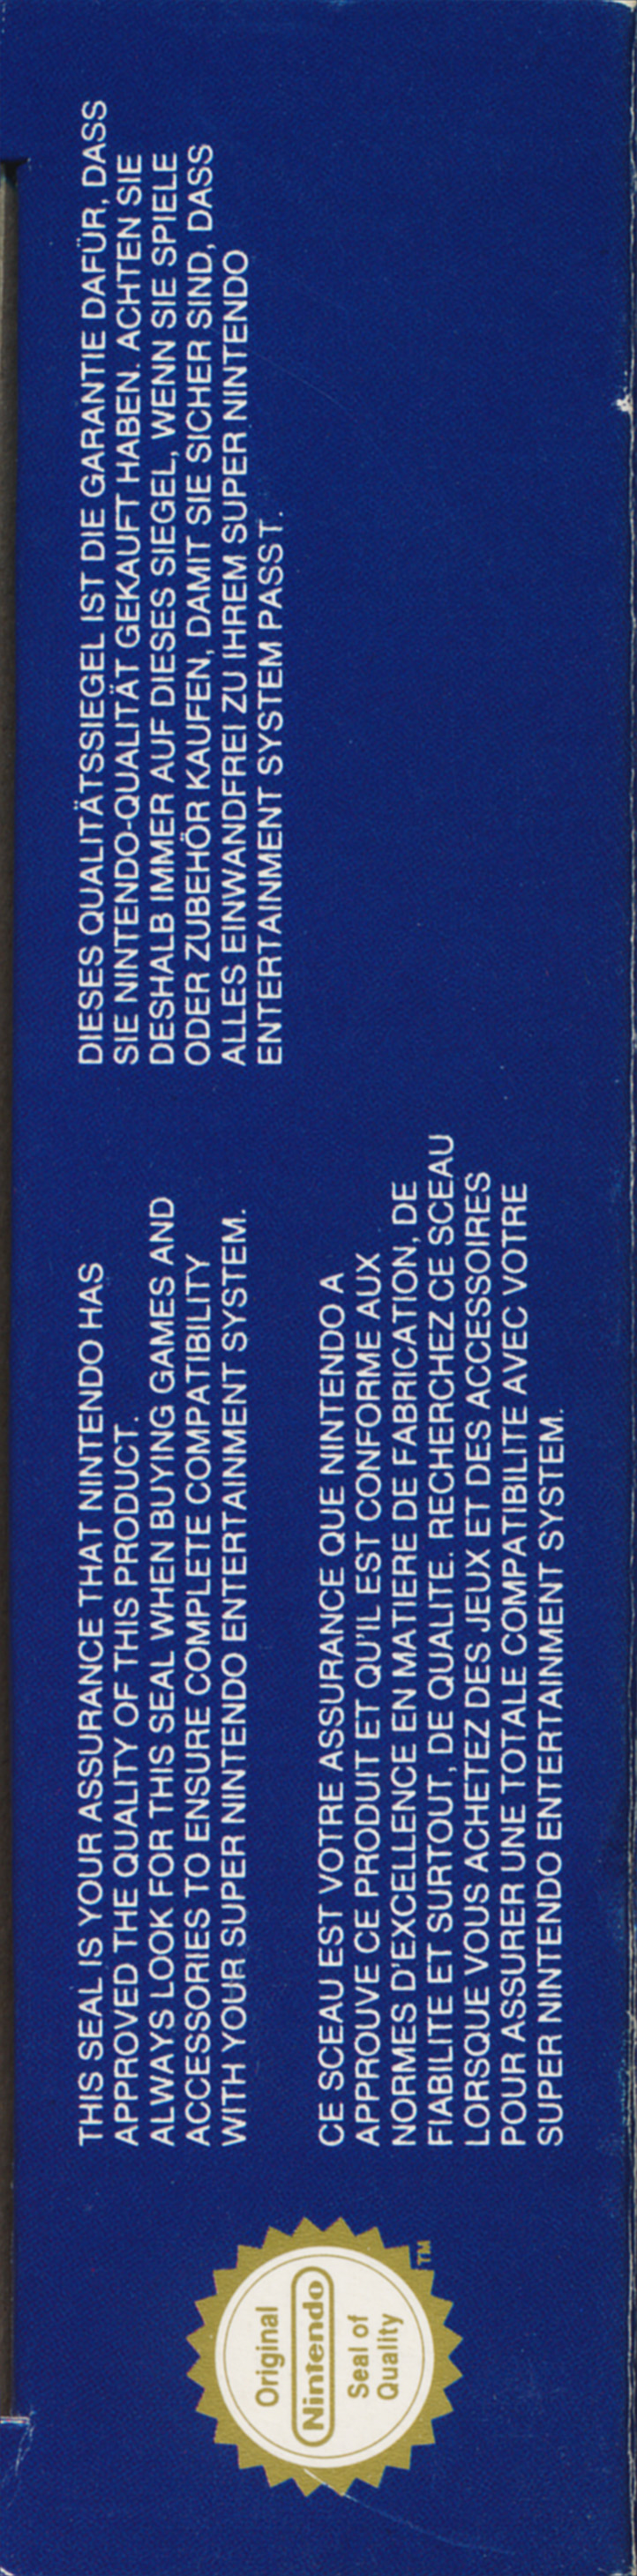 Original
Nintendo
Seal of
Quality
TM
THIS SEAL IS YOUR ASSURANCE THAT NINTENDO HAS
APPROVED THE QUALITY OF THIS PRODUCT.
ALWAYS LOOK FOR THIS SEAL WHEN BUYING GAMES AND
ACCESSORIES TO ENSURE COMPLETE COMPATIBILITY
WITH YOUR SUPER NINTENDO ENTERTAINMENT SYSTEM.
CE SCEAU EST VOTRE ASSURANCE QUE NINTENDO A
APPROUVE CE PRODUIT ET QU'IL EST CONFORME AUX
NORMES D'EXCELLENCE EN MATIERE DE FABRICATION, DE
FIABILITE ET SURTOUT, DE QUALITE. RECHERCHEZ CE SCEAU
LORSQUE VOUS ACHETEZ DES JEUX ET DES ACCESSOIRES
POUR ASSURER UNE TOTALE COMPATIBILITE AVEC VOTRE
SUPER NINTENDO ENTERTAINMENT SYSTEM.
DIESES QUALITÄTSSIEGEL IST DIE GARANTIE DAFÜR, DASS
SIE NINTENDO-QUALITÄT GEKAUFT HABEN. ACHTEN SIE
DESHALB IMMER AUF DIESES SIEGEL, WENN SIE SPIELE
ODER ZUBEHÖR KAUFEN, DAMIT SIE SICHER SIND, DASS
ALLES EINWANDFREI ZU IHREM SUPER NINTENDO
ENTERTAINMENT SYSTEM PASST.